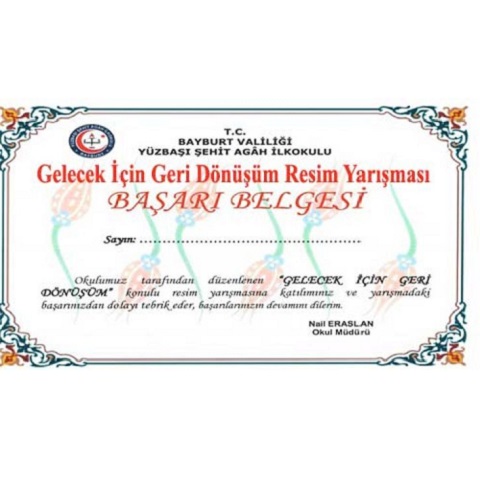 T.C.
BAYBURT VALİLİĞİ
YÜZBAŞI ŞEHİT AGÂH İLKOKULU
Gelecek İçin Geri Dönüşüm Resim Yarışması
BAŞARI BELGESİ
Sayın: ......................................................
Okulumuz tarafından düzenlenen "GELECEK İÇİN GERİ
DÖNÜŞÜM" konulu resim yarışmasına katılımınız ve yarışmadaki
başarınızdan dolayı tebrik eder, başarılarınızın devamını dilerim.
Nail ERASLAN
Okul Müdürü